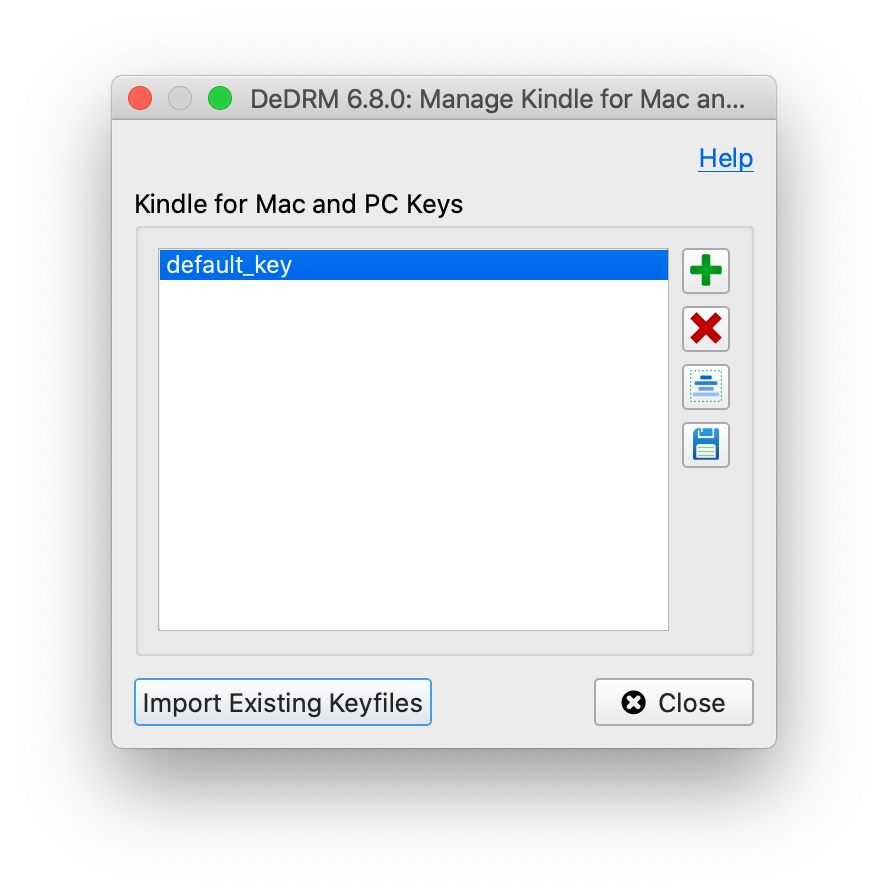 DeDRM 6.8.0: Manage Kindle for Mac an...
Help
Kindle for Mac and PC Keys
default_key
Import Existing Keyfiles
Close